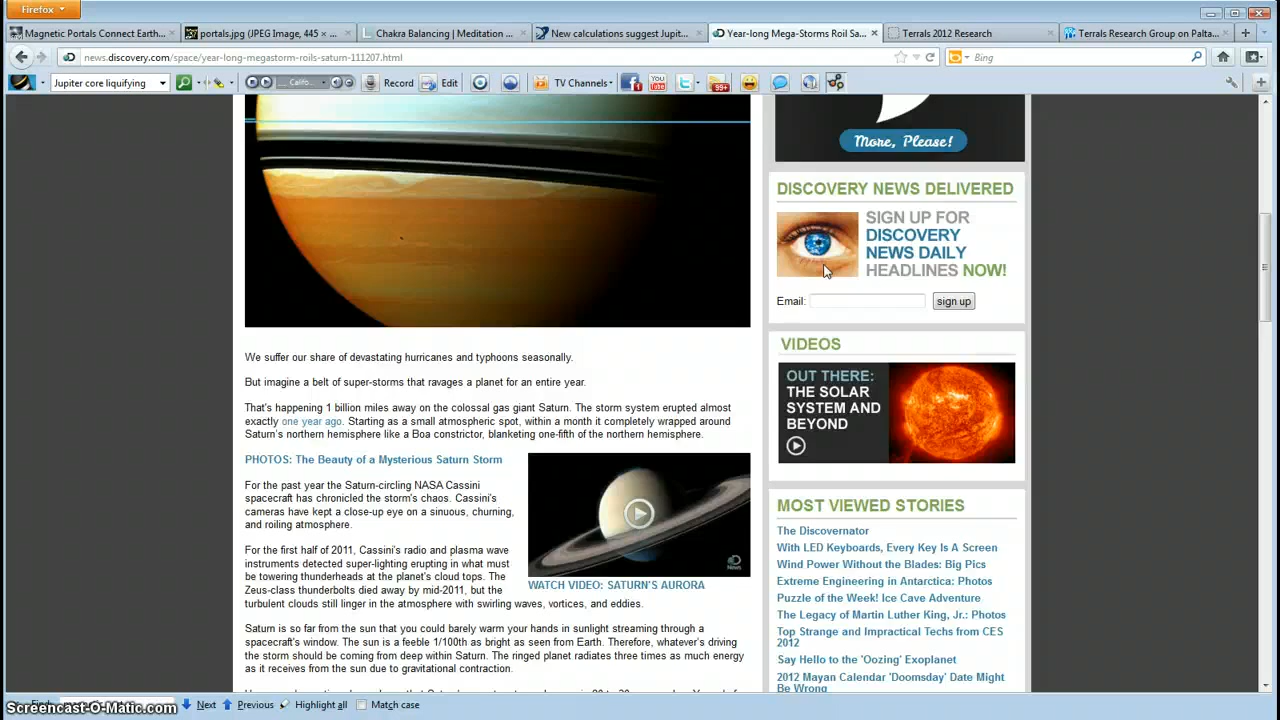 Firefox
Magnetic Portals Connect Earth...
portals.jpg (JPEG Image, 445 × ...
Chakra Balancing | Meditation ...
New calculations suggest Jupit...
Year-long Mega-Storms Roil Sa...
Terrals 2012 Research
Terrals Research Group on Palta...
news.discovery.com/space/year-long-megastorm-roils-saturn-111207.html
Bing
Jupiter core liquifying
Califo...
Record
Edit
TV Channels
You Tube
99+
More, Please!
DISCOVERY NEWS DELIVERED
SIGN UP FOR
DISCOVERY
NEWS DAILY
HEADLINES NOW!
Email:
sign up
VIDEOS
OUT THERE:
THE SOLAR
SYSTEM AND
BEYOND
MOST VIEWED STORIES
The Discovernator
With LED Keyboards, Every Key Is A Screen
Wind Power Without the Blades: Big Pics
Extreme Engineering in Antarctica: Photos
Puzzle of the Week! Ice Cave Adventure
The Legacy of Martin Luther King, Jr.: Photos
Top Strange and Impractical Techs from CES
2012
Say Hello to the 'Oozing' Exoplanet
2012 Mayan Calendar 'Doomsday' Date Might
Be Wrong
We suffer our share of devastating hurricanes and typhoons seasonally.
But imagine a belt of super-storms that ravages a planet for an entire year.
That's happening 1 billion miles away on the colossal gas giant Saturn. The storm system erupted almost
exactly one year ago. Starting as a small atmospheric spot, within a month it completely wrapped around
Saturn's northern hemisphere like a Boa constrictor, blanketing one-fifth of the northern hemisphere.
PHOTOS: The Beauty of a Mysterious Saturn Storm
For the past year the Saturn-circling NASA Cassini
spacecraft has chronicled the storm's chaos. Cassini's
cameras have kept a close-up eye on a sinuous, churning,
and roiling atmosphere.
News
WATCH VIDEO: SATURN'S AURORA
For the first half of 2011, Cassini's radio and plasma wave
instruments detected super-lighting erupting in what must
be towering thunderheads at the planet's cloud tops. The
Zeus-class thunderbolts died away by mid-2011, but the
turbulent clouds still linger in the atmosphere with swirling waves, vortices, and eddies.
Saturn is so far from the sun that you could barely warm your hands in sunlight streaming through a
spacecraft's window. The sun is a feeble 1/100th as bright as seen from Earth. Therefore, whatever's driving
the storm should be coming from deep within Saturn. The ringed planet radiates three times as much energy
as it receives from the sun due to gravitational contraction.
Find:
Next
Previous
Highlight all
Match case
Screencast-O-Matic.com